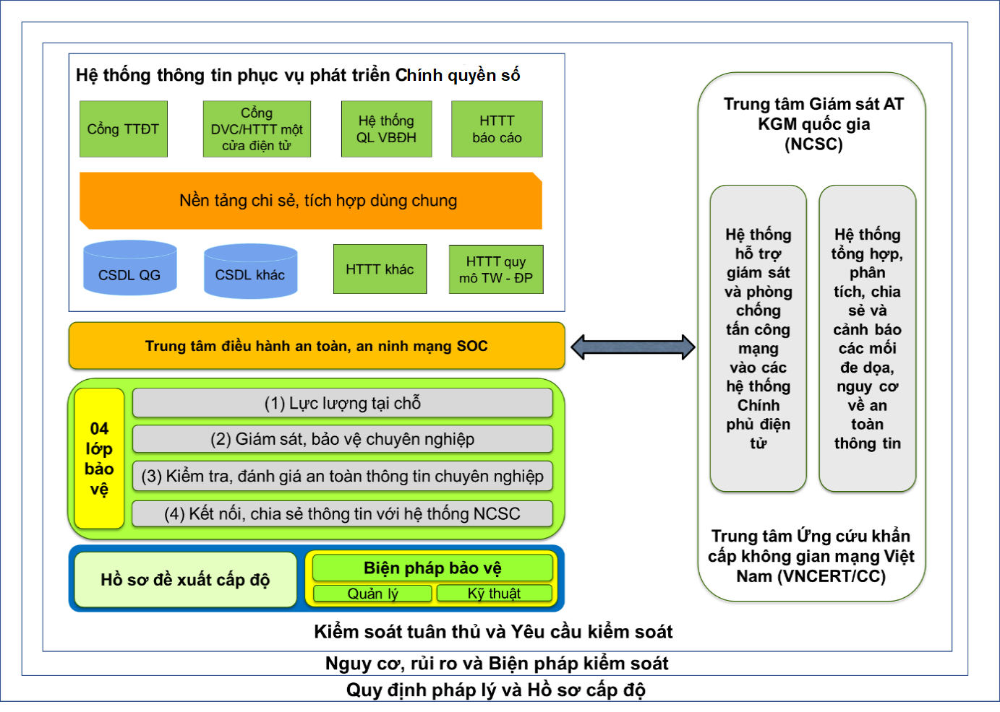 Hệ thống thông tin phục vụ phát triển Chính quyền số
Cổng TTĐT
Cổng
DVC/HTTT một
cửa điện tử
Hệ thống
QL VBĐH
HTTT
báo cáo
Nền tảng chi sẻ, tích hợp dùng chung
CSDL QG
CSDL khác
HTTT khác
HTTT quy
mô TW - ĐP
Trung tâm điều hành an toàn, an ninh mạng SOC
04
lớp
bảo
vệ
(1) Lực lượng tại chỗ
(2) Giám sát, bảo vệ chuyên nghiệp
(3) Kiểm tra, đánh giá an toàn thông tin chuyên nghiệp
(4) Kết nối, chia sẻ thông tin với hệ thống NCSC
Hồ sơ đề xuất cấp độ
Biện pháp bảo vệ
Quản lý
Kỹ thuật
Trung tâm Giám sát AT
KGM quốc gia
(NCSC)
Hệ thống
hỗ trợ
giám sát
và phòng
chống
tấn công
mạng
vào các
hệ thống
Chính
phủ điện
tử
Hệ thống
tổng hợp,
phân
tích, chia
sẻ và
cảnh báo
các mối
đe dọa,
nguy cơ
về an
toàn
thông tin
Trung tâm Ứng cứu khẩn
cấp không gian mạng Việt
Nam (VNCERT/CC)
Kiểm soát tuân thủ và Yêu cầu kiểm soát
Nguy cơ, rủi ro và Biện pháp kiểm soát
Quy định pháp lý và Hồ sơ cấp độ